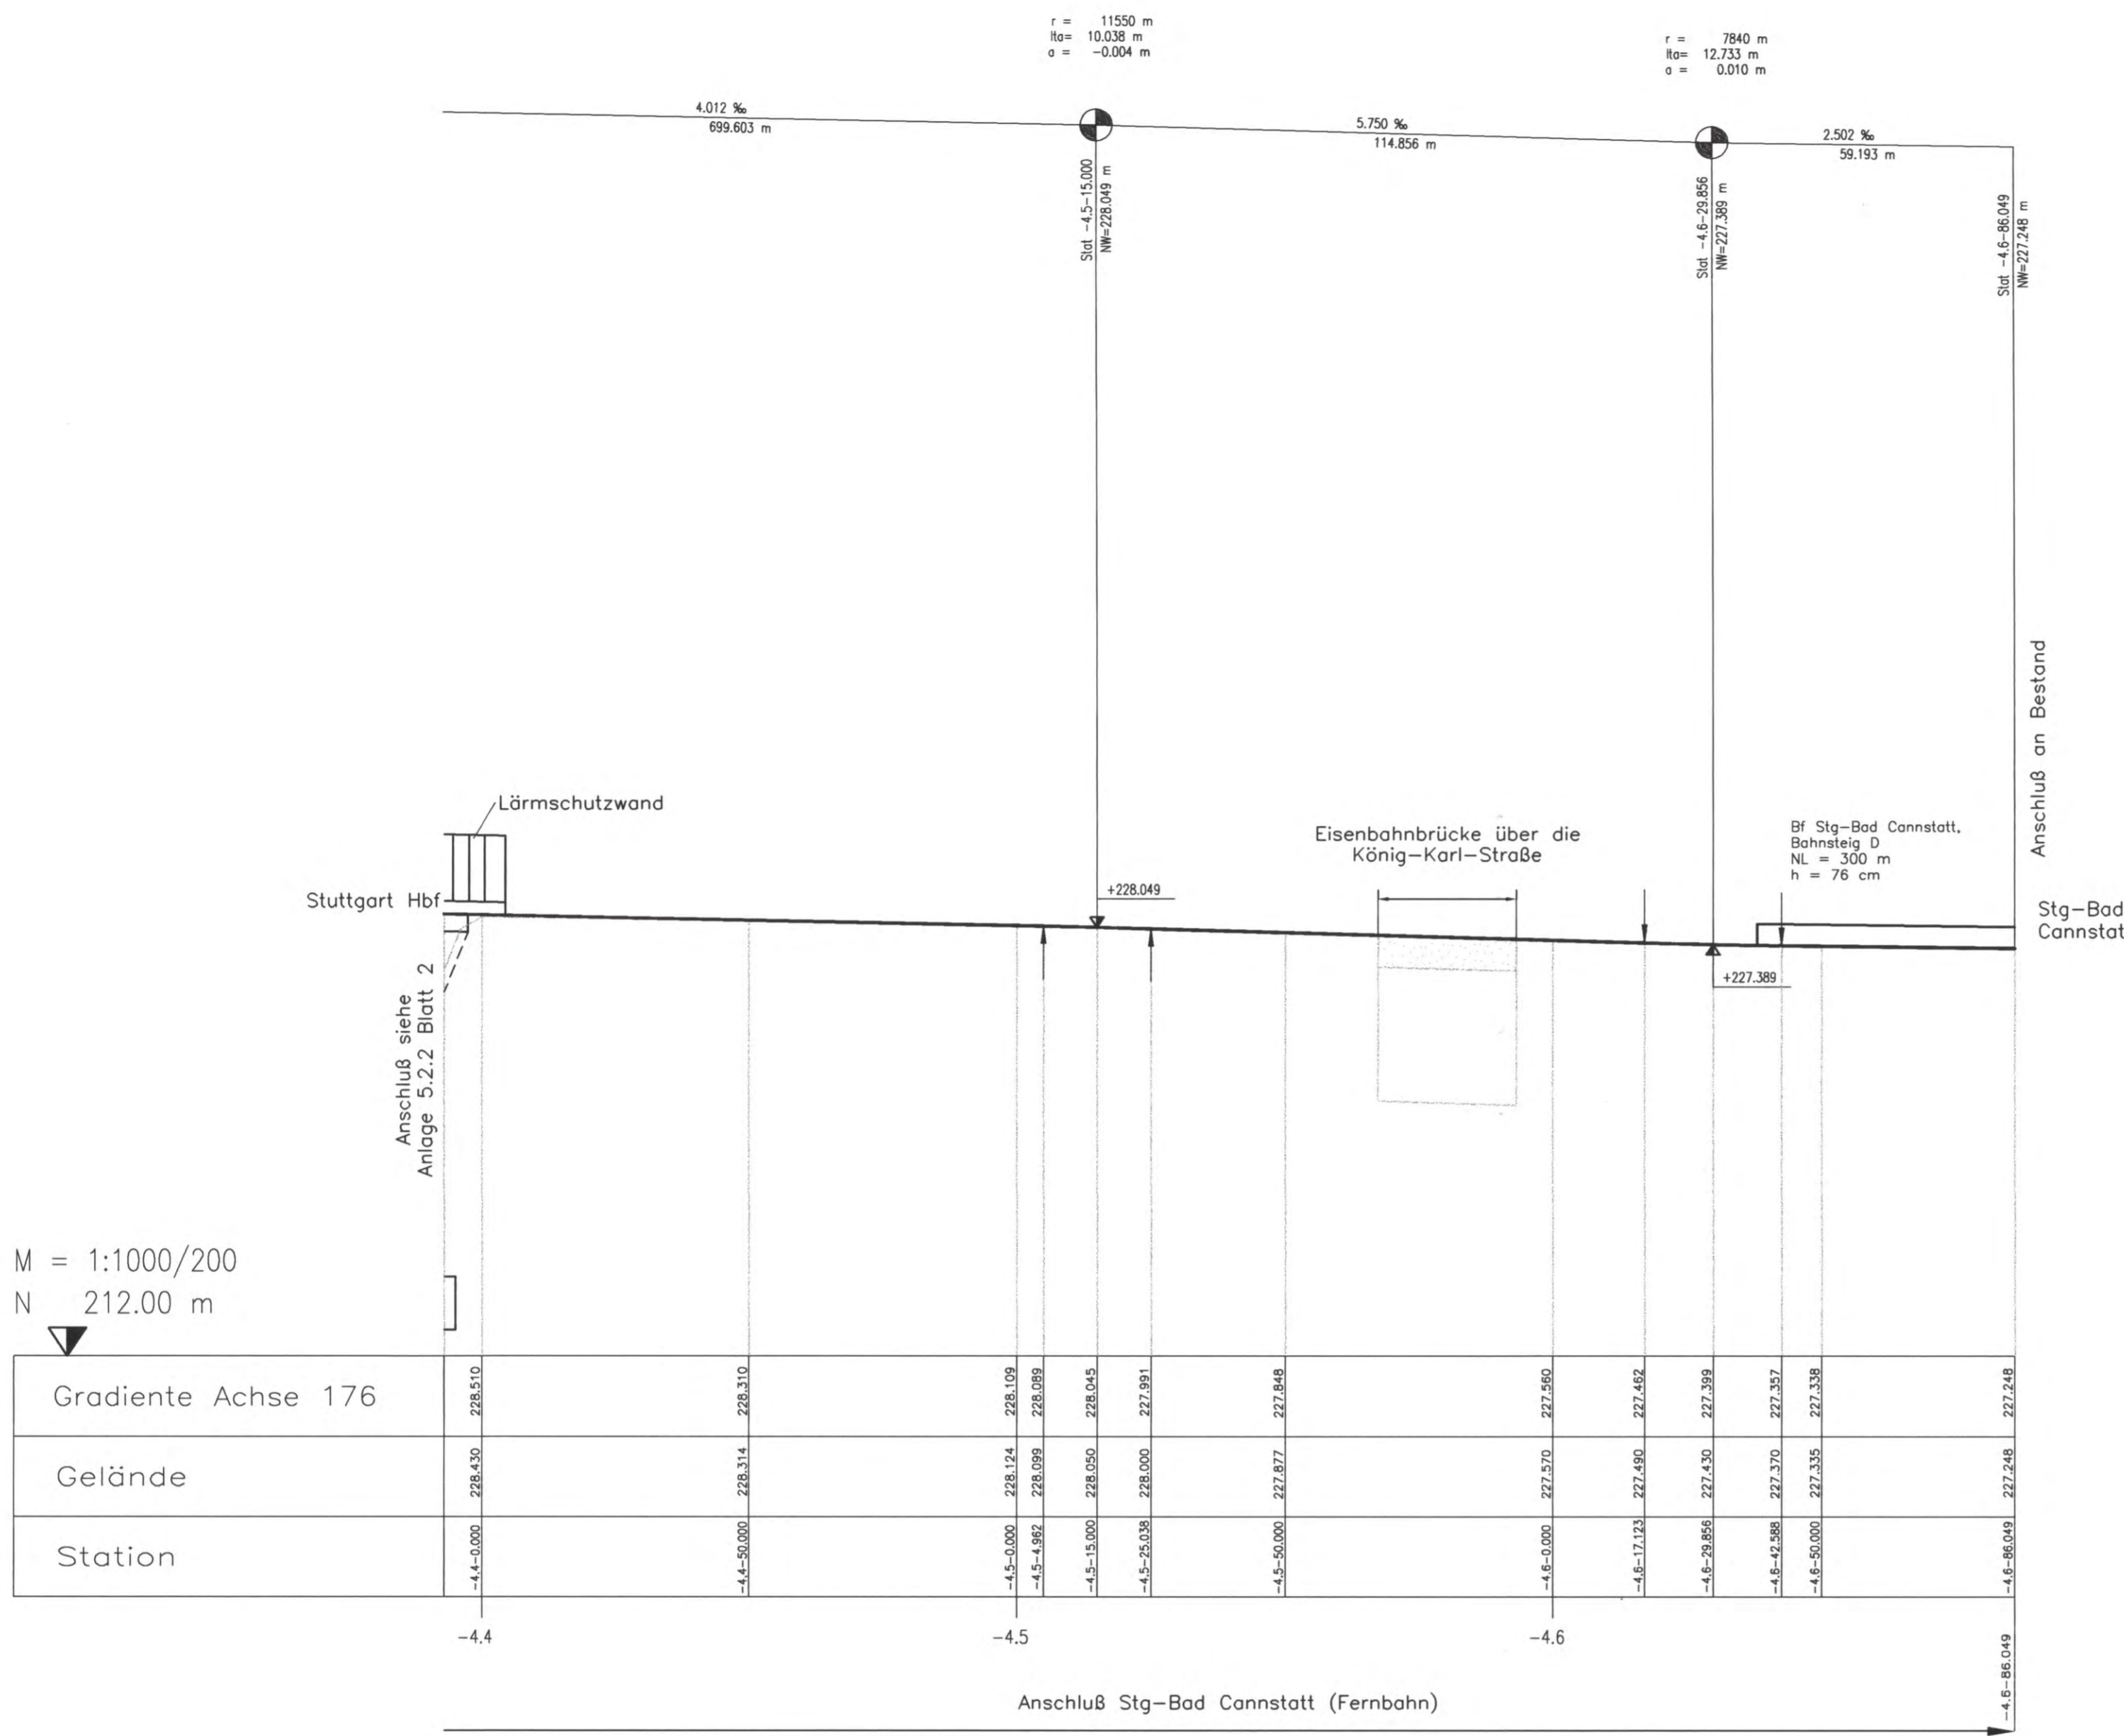 r = 11550 m
lta= 10.038 m
a = -0.004 m
r = 7840 m
lta= 12.733 m
a = 0.010 m
4.012 ‰
699.603 m
5.750 ‰
114.856 m
2.502 ‰
59.193 m
Stat -4.5-15.000
NW=228.049 m
Stat -4.6-29.856
NW=227.389 m
Stat -4.6-86.049
NW=227.248 m
Anschluß an Bestand
Lärmschutzwand
Stuttgart Hbf
Eisenbahnbrücke über die
König-Karl-Straße
Bf Stg-Bad Cannstatt,
Bahnsteig D
NL = 300 m
h = 76 cm
+228.049
+227.389
Stg-Bad
Cannstat
Anschluß siehe
Anlage 5.2.2 Blatt 2
M = 1:1000/200
N 212.00 m
Gradiente Achse 176 228.510 228.310 228.109 228.089 228.045 227.991 227.848 227.560 227.462 227.399 227.357 227.338 227.248
Gelände 228.430 228.314 228.124 228.099 228.050 228.000 227.877 227.570 227.490 227.430 227.370 227.335 227.248
Station -4.4-0.000 -4.4-50.000 -4.5-0.000 -4.5-4.962 -4.5-15.000 -4.5-25.038 -4.5-50.000 -4.6-0.000 -4.6-17.123 -4.6-29.856 -4.6-42.588 -4.6-50.000 -4.6-86.049
-4.4 -4.5 -4.6
-4.6-86.049
Anschluß Stg-Bad Cannstatt (Fernbahn)